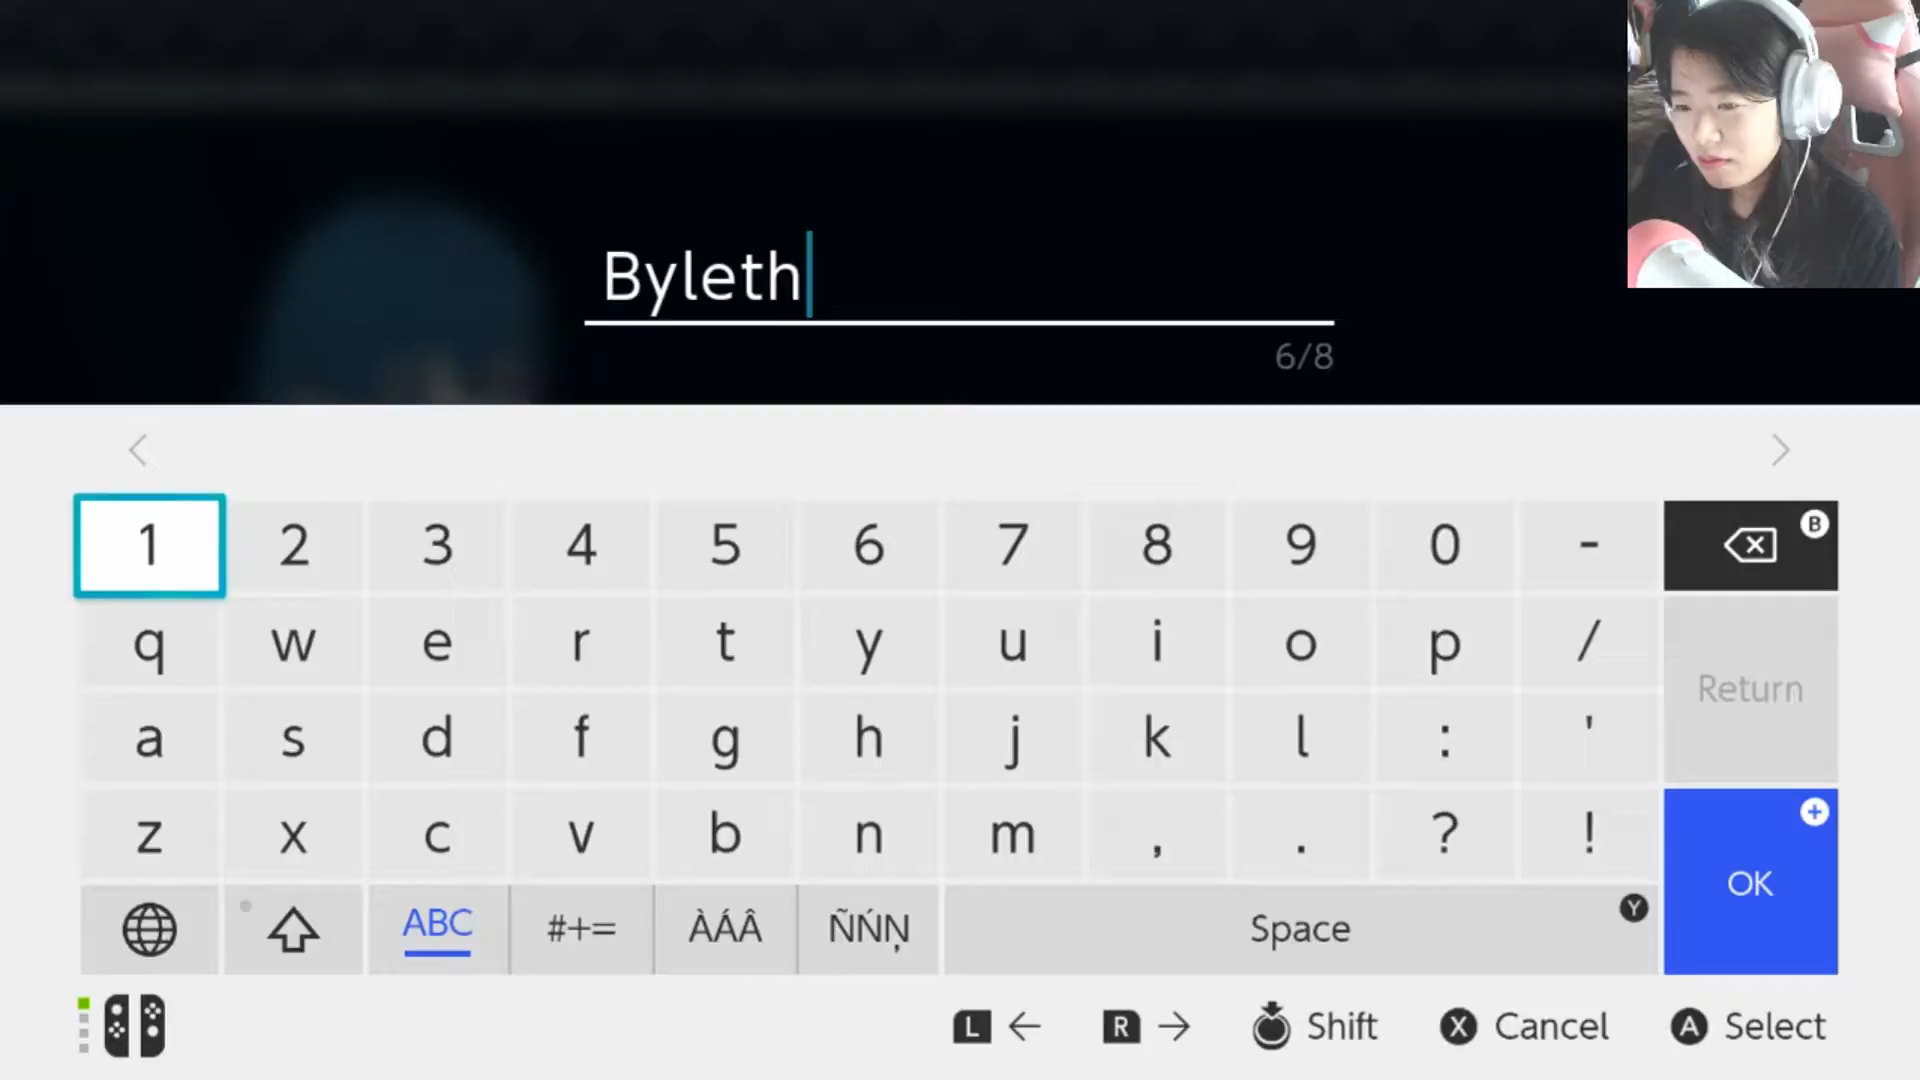 Byleth
6/8
1 2 3 4 5 6 7 8 9 0 - B
q w e r t y u i o p /
Return
a s d f g h j k l : '
z x c v b n m , . ? ! +
OK
ABC #+= ÀÁÂ ÑŃŅ Space Y
L ← R → Shift X Cancel A Select